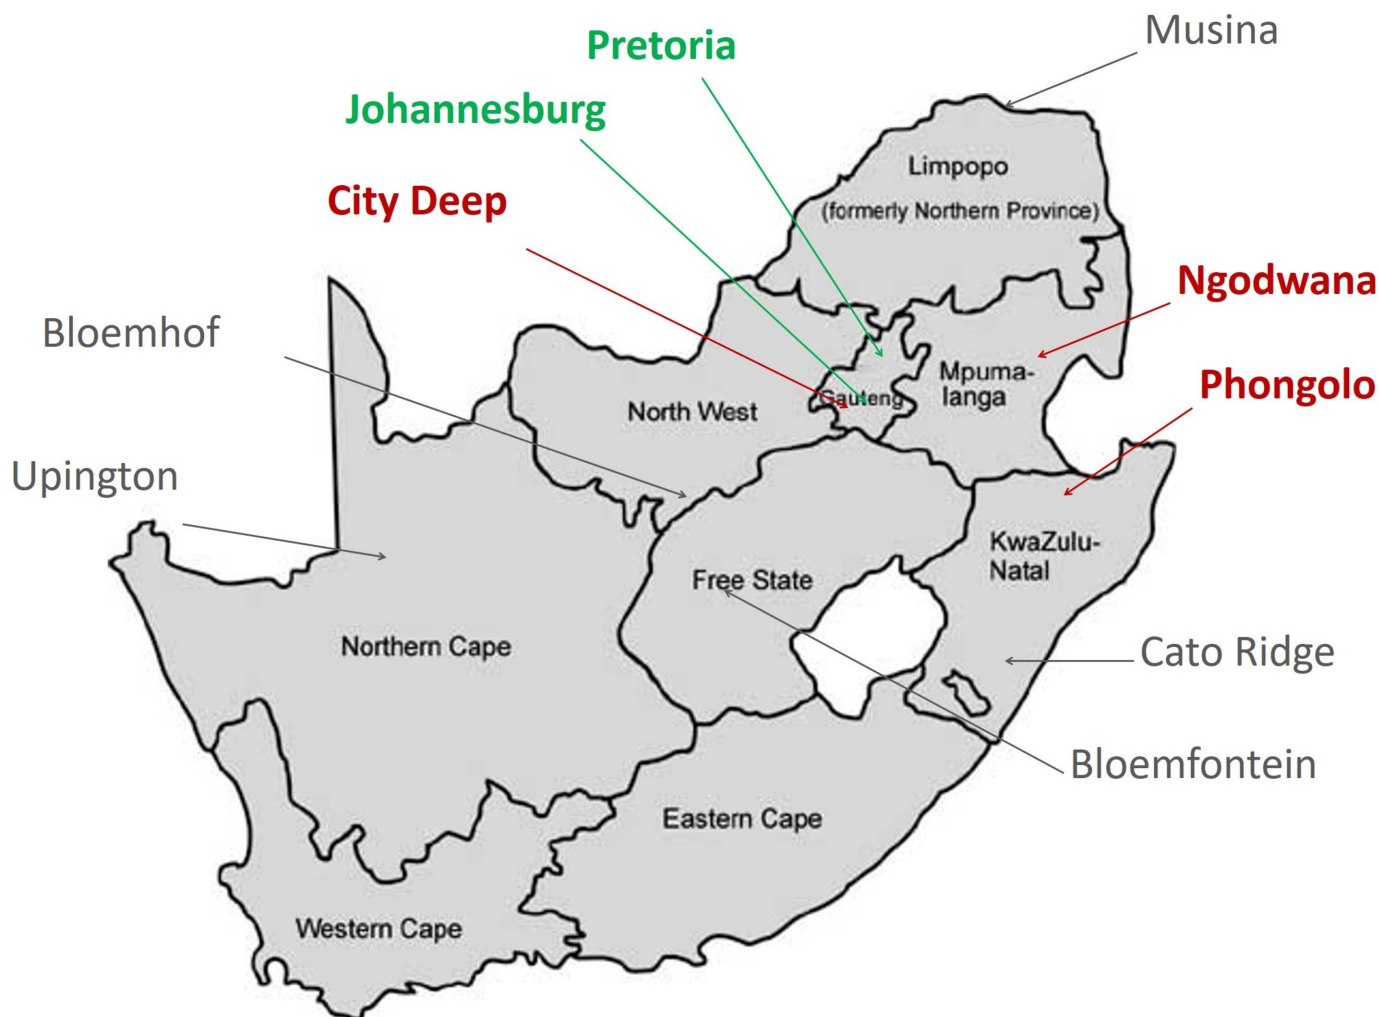 Musina
Pretoria
Johannesburg
Limpopo
(formerly Northern Province)
City Deep
Ngodwana
Bloemhof
Phongolo
Mpuma-
langa
Gauteng
North West
Upington
KwaZulu-
Natal
Free State
Northern Cape
Cato Ridge
Bloemfontein
Eastern Cape
Western Cape